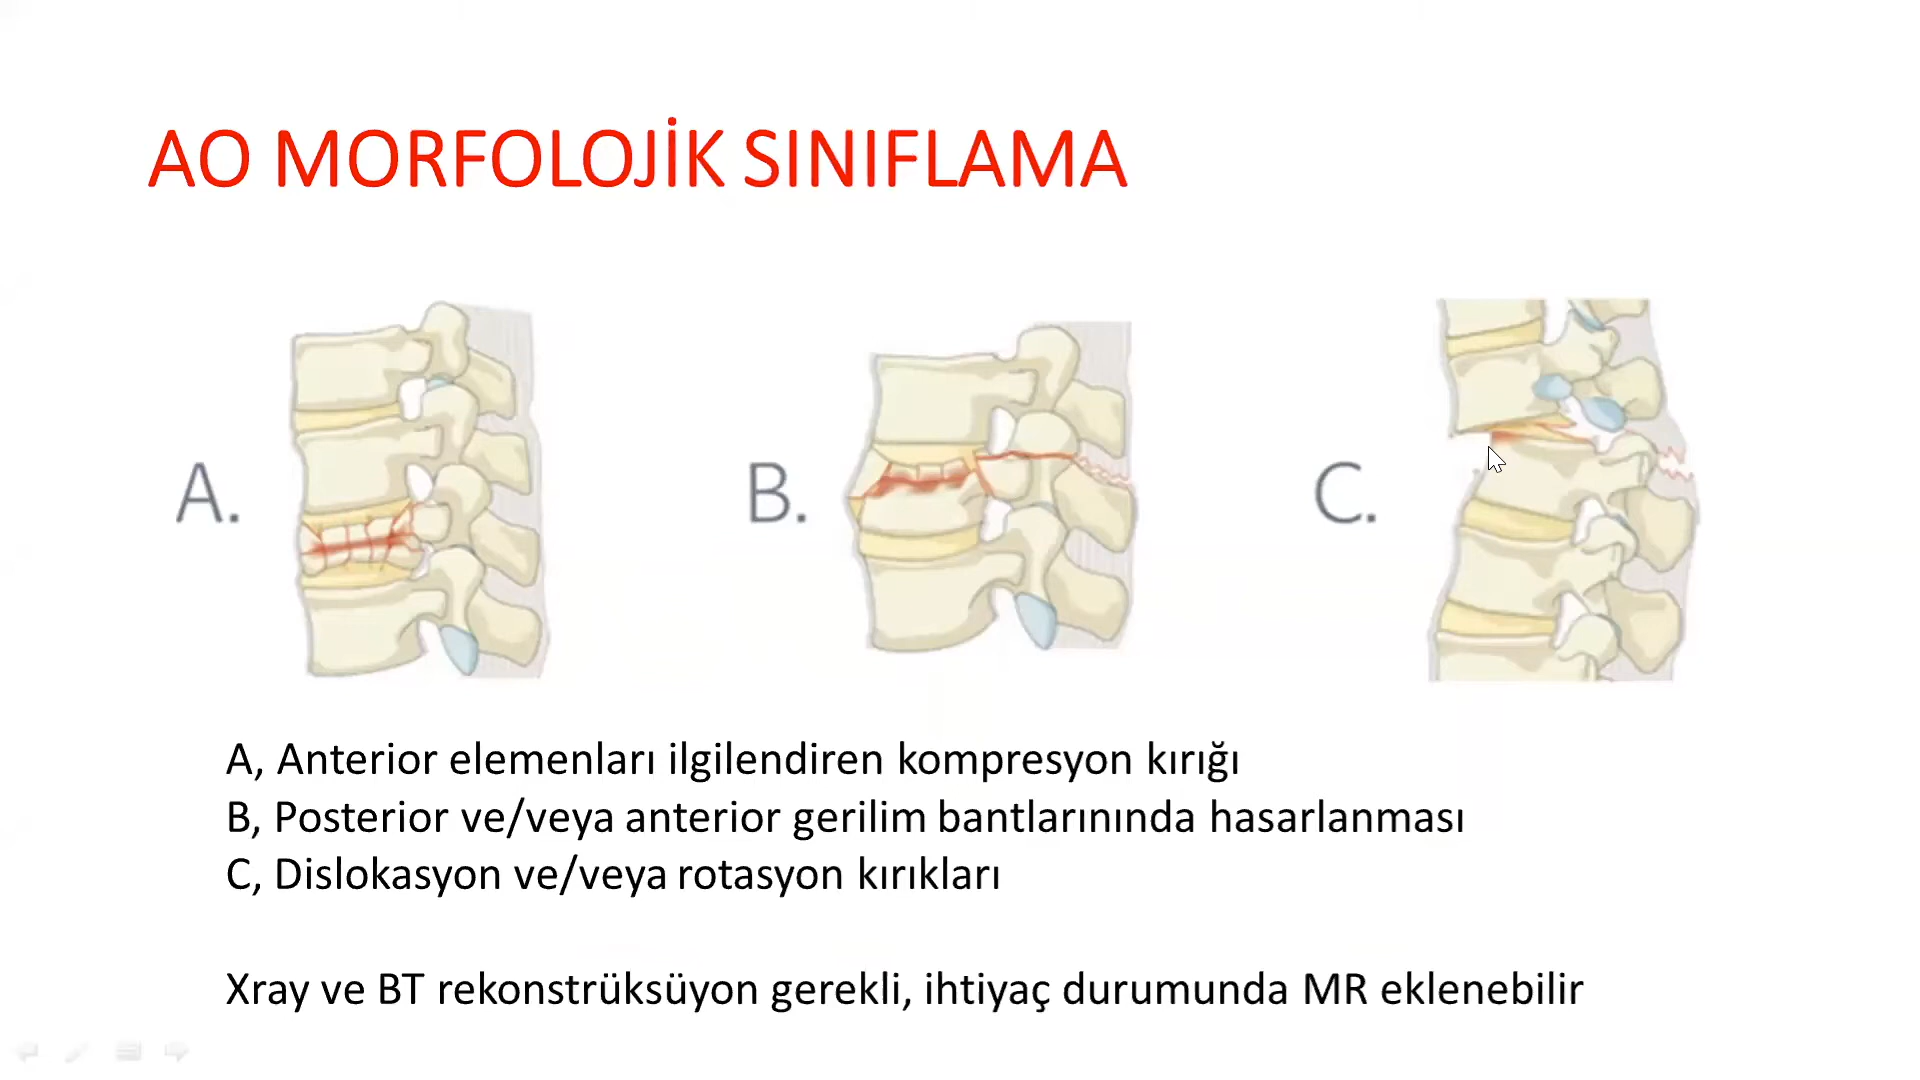 AO MORFOLOJİK SINIFLAMA
A.
B.
C.
A, Anterior elemenları ilgilendiren kompresyon kırığı
B, Posterior ve/veya anterior gerilim bantlarınında hasarlanması
C, Dislokasyon ve/veya rotasyon kırıkları
Xray ve BT rekonstrüksüyon gerekli, ihtiyaç durumunda MR eklenebilir